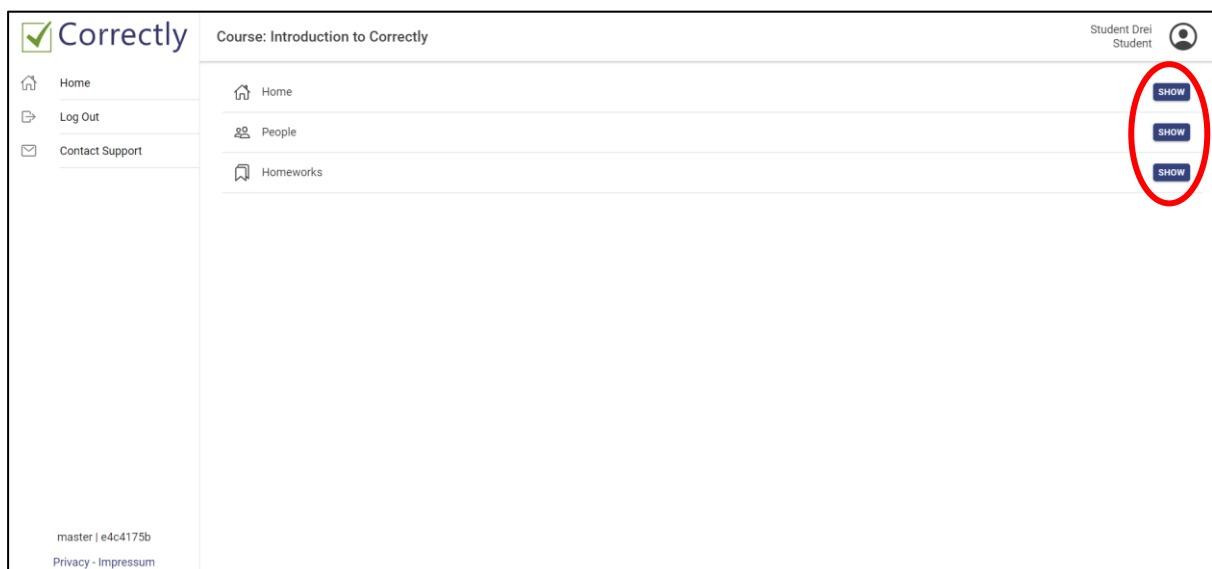 Correctly
Course: Introduction to Correctly
Student Drei
Student
Home
Log Out
Contact Support
Home
SHOW
People
SHOW
Homeworks
SHOW
master | e4c4175b
Privacy - Impressum